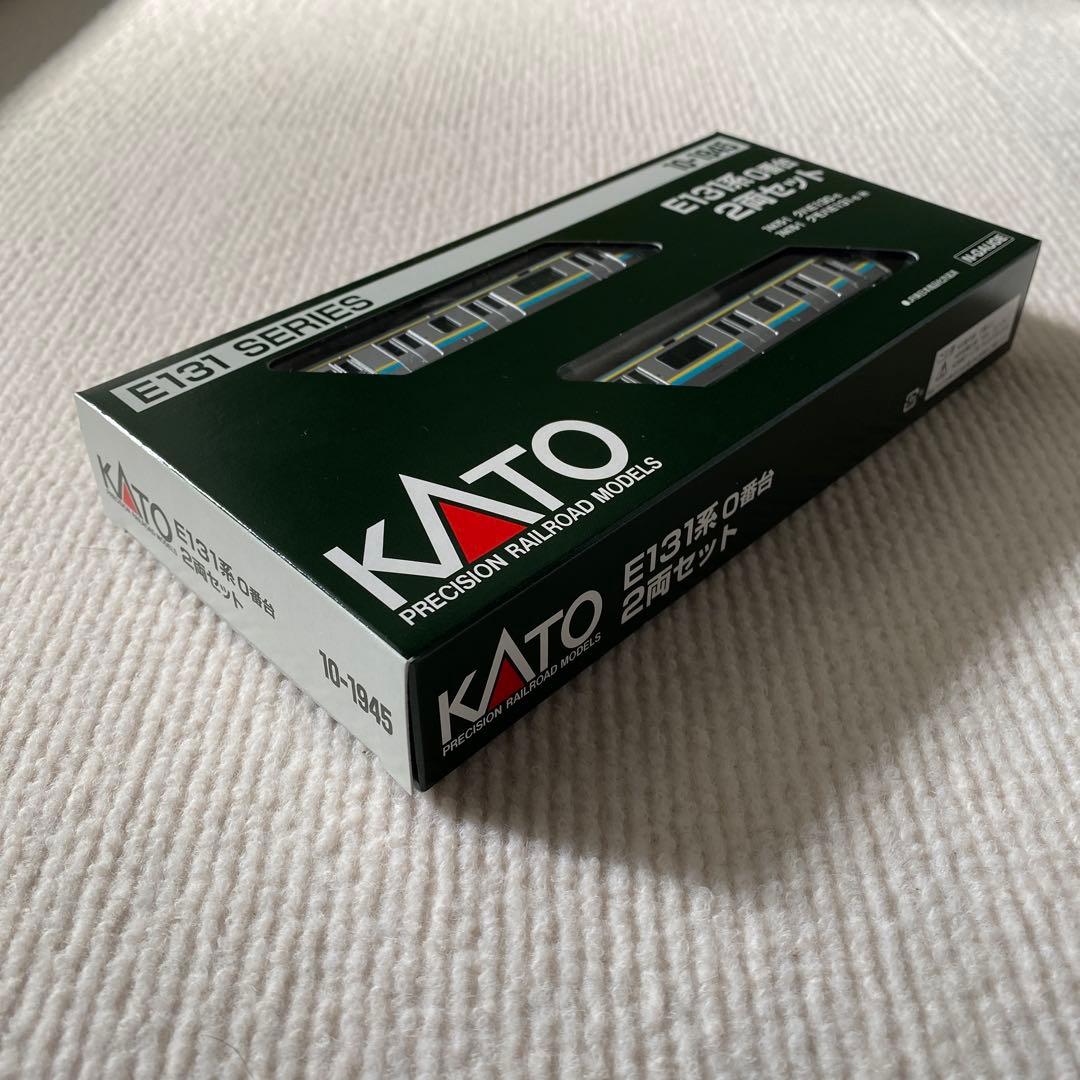 10-1945
E131系 0番台
2両セット
N-GAUGE
E131 SERIES
KATO
PRECISION RAILROAD MODELS
KATO
PRECISION RAILROAD MODELS
E131系 0番台
2両セット
10-1945
KATO
PRECISION RAILROAD MODELS
E131系 0番台
2両セット